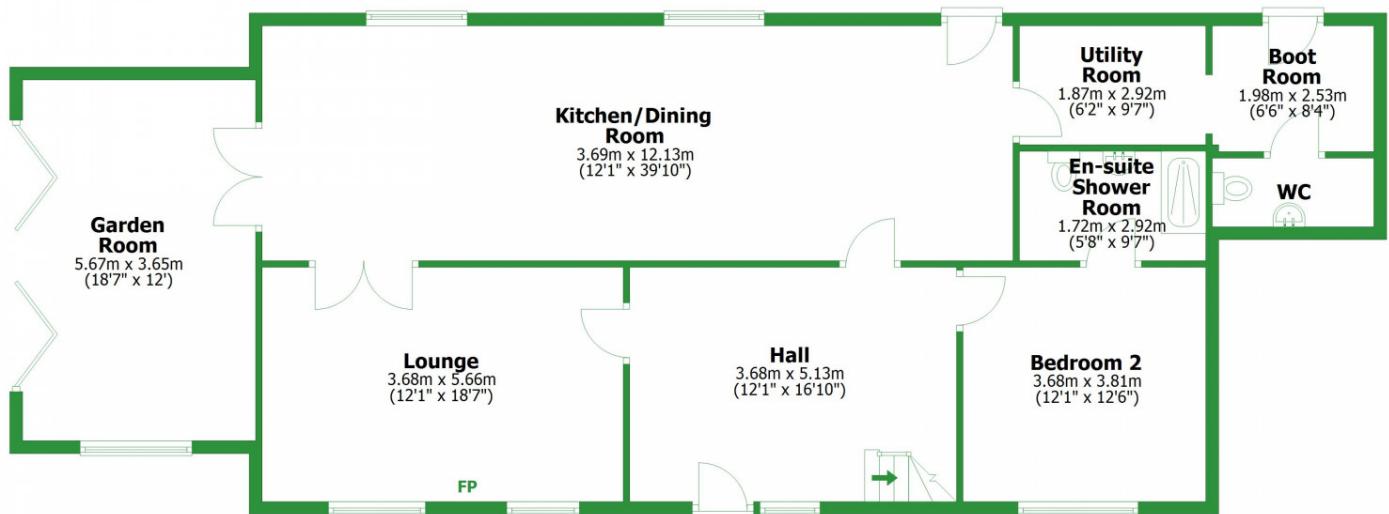 Kitchen/Dining
Room
3.69m x 12.13m
(12'1" x 39'10")
Utility
Room
1.87m x 2.92m
(6'2" x 9'7")
Boot
Room
1.98m x 2.53m
(6'6" x 8'4")
En-suite
Shower
Room
1.72m x 2.92m
(5'8" x 9'7")
WC
Garden
Room
5.67m x 3.65m
(18'7" x 12')
Lounge
3.68m x 5.66m
(12'1" x 18'7")
Hall
3.68m x 5.13m
(12'1" x 16'10")
Bedroom 2
3.68m x 3.81m
(12'1" x 12'6")
FP